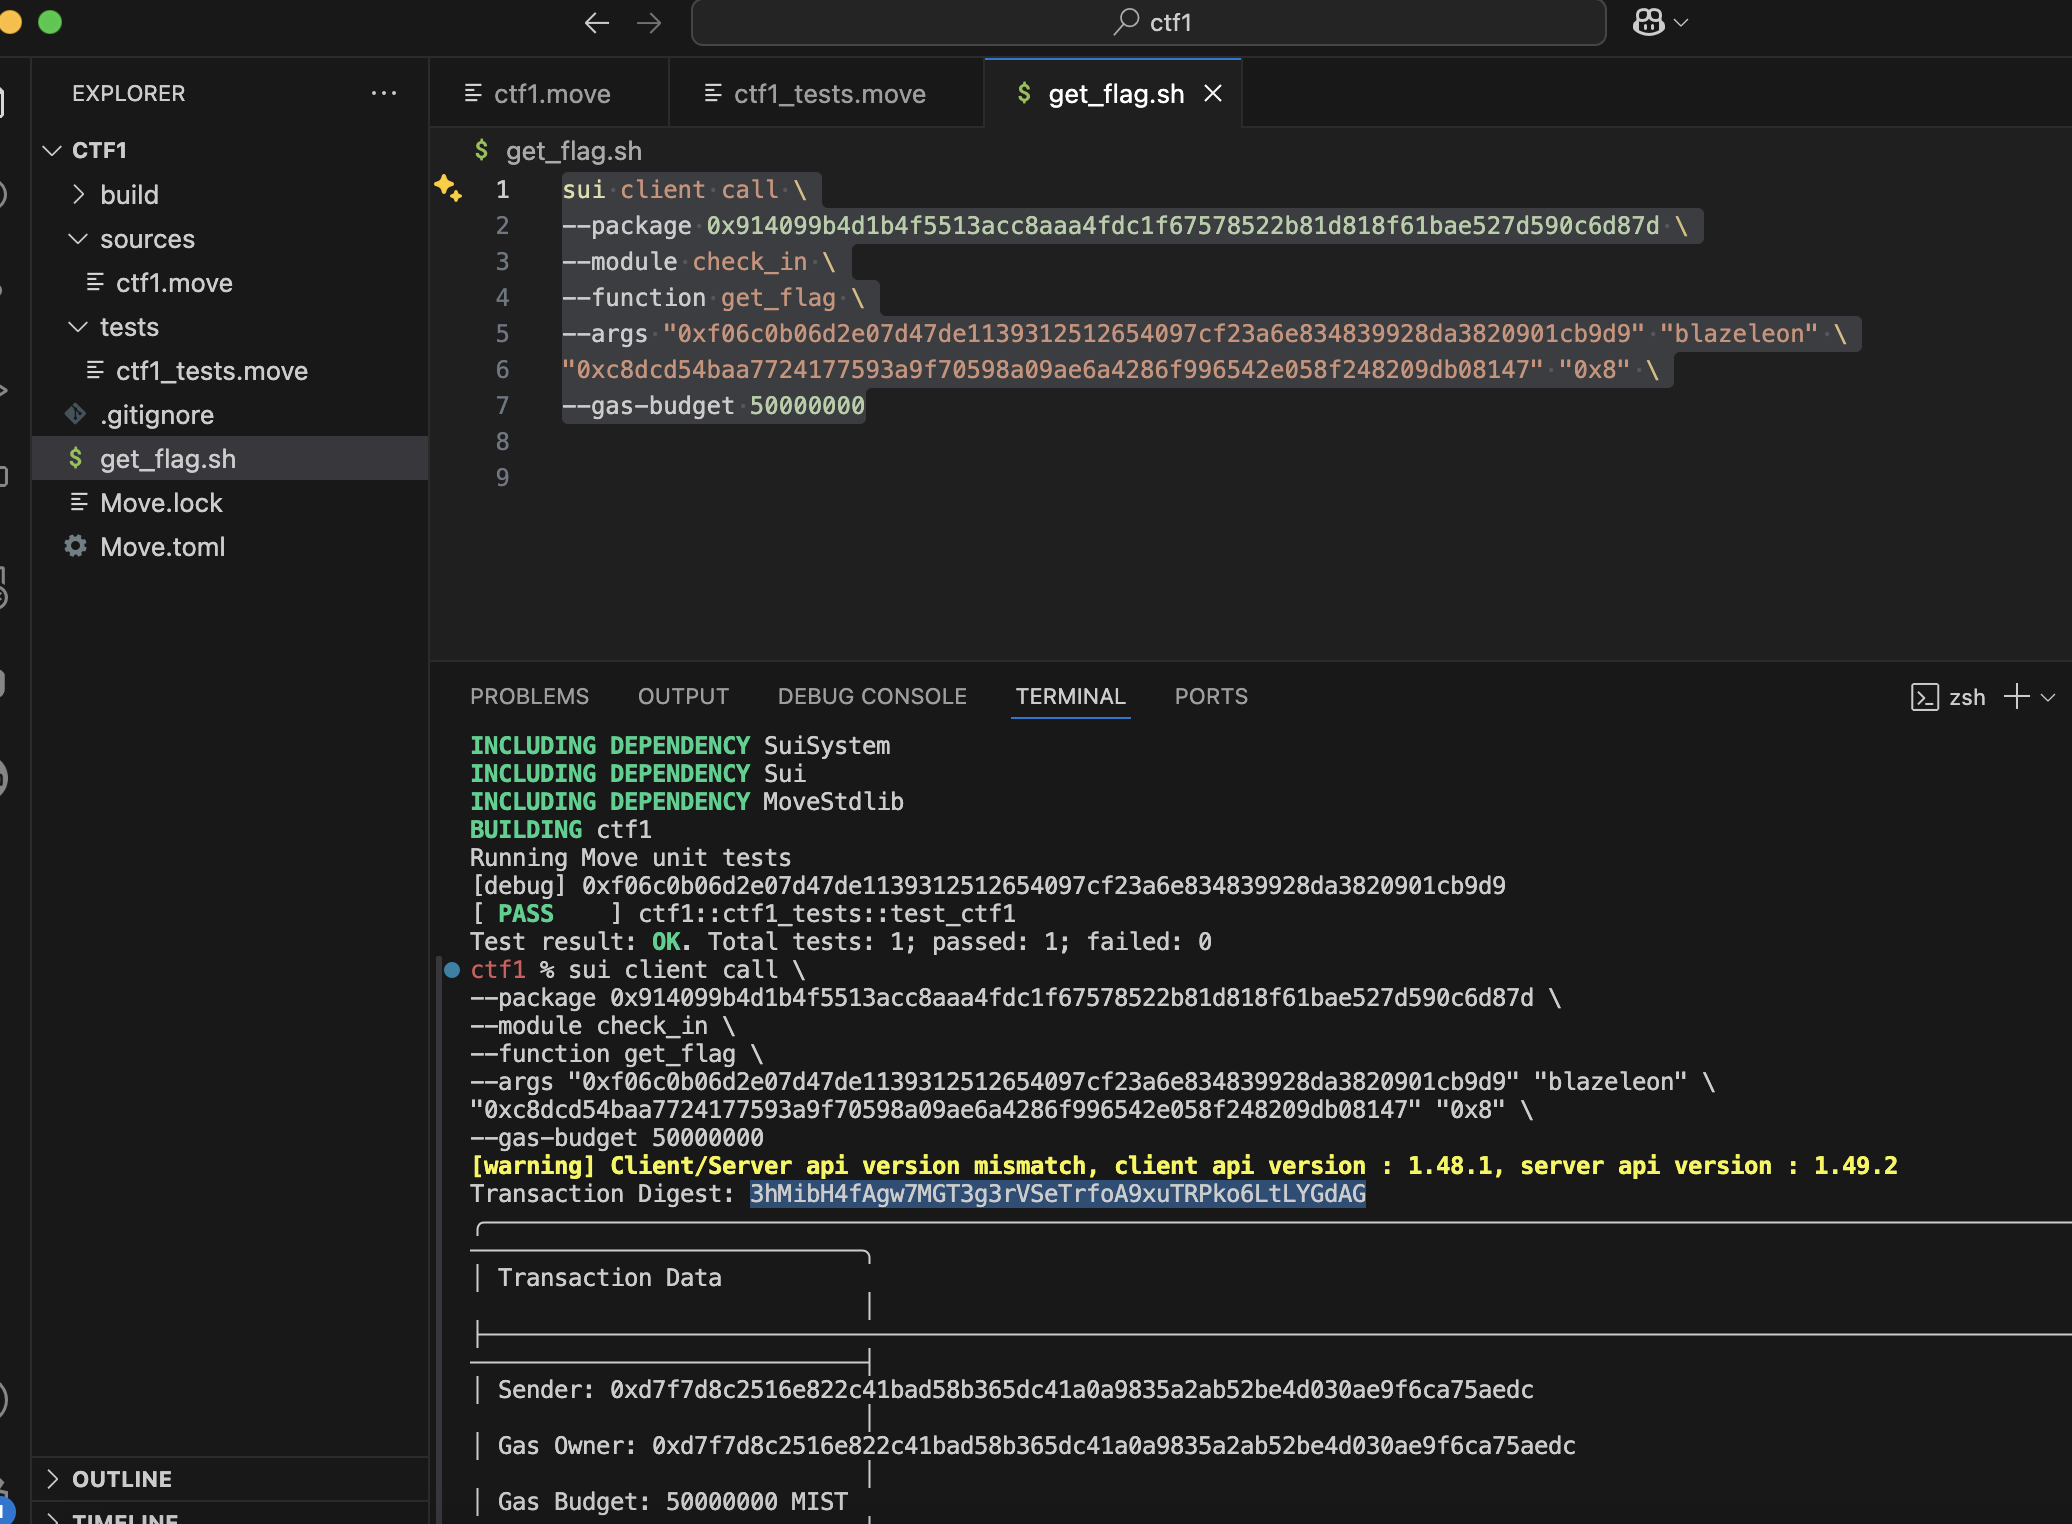 ctf1
EXPLORER ...
CTF1
build
sources
ctf1.move
tests
ctf1_tests.move
.gitignore
get_flag.sh
Move.lock
Move.toml
OUTLINE
TIMELINE
ctf1.move
ctf1_tests.move
$ get_flag.sh
$ get_flag.sh
1 sui client call \
2 --package 0x914099b4d1b4f5513acc8aaa4fdc1f67578522b81d818f61bae527d590c6d87d \
3 --module check_in \
4 --function get_flag \
5 --args "0xf06c0b06d2e07d47de1139312512654097cf23a6e834839928da3820901cb9d9" "blazeleon" \
6 "0xc8dcd54baa7724177593a9f70598a09ae6a4286f996542e058f248209db08147" "0x8" \
7 --gas-budget 50000000
8
9
PROBLEMS OUTPUT DEBUG CONSOLE TERMINAL PORTS
zsh
INCLUDING DEPENDENCY SuiSystem
INCLUDING DEPENDENCY Sui
INCLUDING DEPENDENCY MoveStdlib
BUILDING ctf1
Running Move unit tests
[debug] 0xf06c0b06d2e07d47de1139312512654097cf23a6e834839928da3820901cb9d9
[ PASS    ] ctf1::ctf1_tests::test_ctf1
Test result: OK. Total tests: 1; passed: 1; failed: 0
ctf1 % sui client call \
--package 0x914099b4d1b4f5513acc8aaa4fdc1f67578522b81d818f61bae527d590c6d87d \
--module check_in \
--function get_flag \
--args "0xf06c0b06d2e07d47de1139312512654097cf23a6e834839928da3820901cb9d9" "blazeleon" \
"0xc8dcd54baa7724177593a9f70598a09ae6a4286f996542e058f248209db08147" "0x8" \
--gas-budget 50000000
[warning] Client/Server api version mismatch, client api version : 1.48.1, server api version : 1.49.2
Transaction Digest: 3hMibH4fAgw7MGT3g3rVSeTrfoA9xuTRPko6LtLYGdAG
Transaction Data
Sender: 0xd7f7d8c2516e822c41bad58b365dc41a0a9835a2ab52be4d030ae9f6ca75aedc
Gas Owner: 0xd7f7d8c2516e822c41bad58b365dc41a0a9835a2ab52be4d030ae9f6ca75aedc
Gas Budget: 50000000 MIST